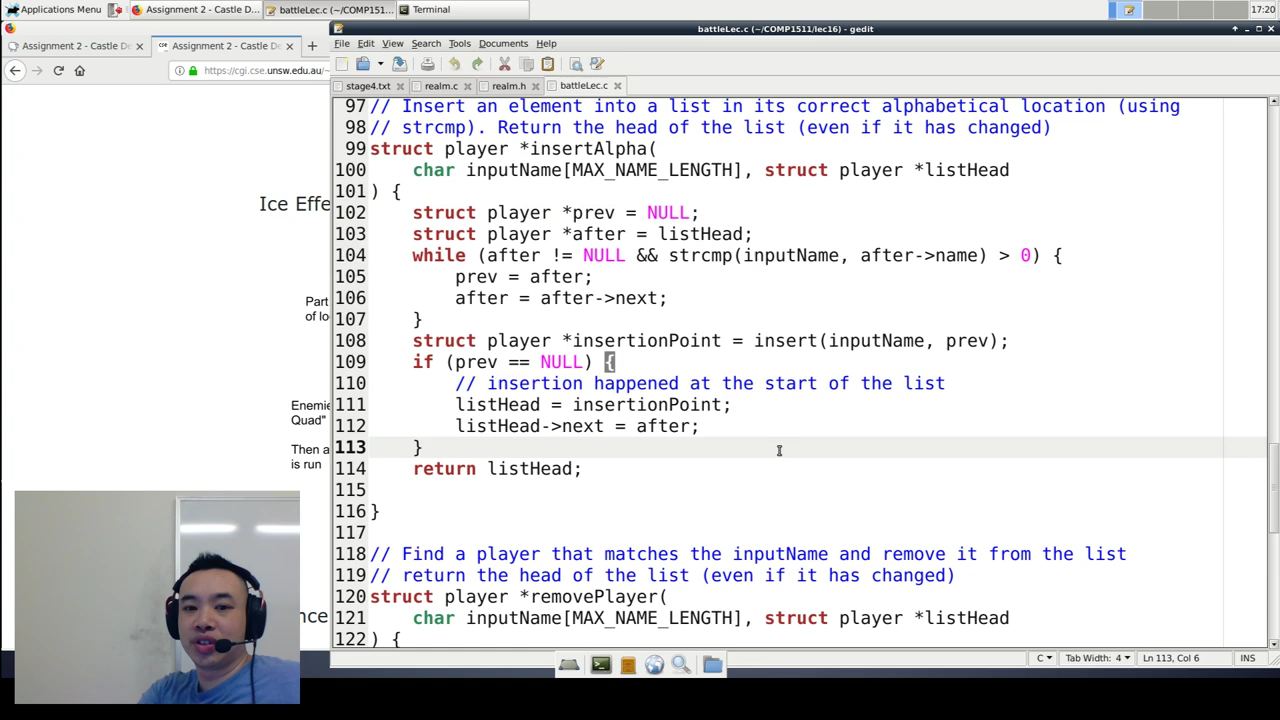 Applications Menu
Assignment 2 - Castle D...
battleLec.c (~/COMP1511...
Terminal
17:20
battleLec.c (~/COMP1511/lec16) - gedit
Assignment 2 - Castle De
Assignment 2 - Castle De
File Edit View Search Tools Documents Help
https://cgi.cse.unsw.edu.au/~
stage4.txt realm.c realm.h battleLec.c
97 // Insert an element into a list in its correct alphabetical location (using
98 // strcmp). Return the head of the list (even if it has changed)
99 struct player *insertAlpha(
100     char inputName[MAX_NAME_LENGTH], struct player *listHead
101 ) {
102     struct player *prev = NULL;
103     struct player *after = listHead;
104     while (after != NULL && strcmp(inputName, after->name) > 0) {
105         prev = after;
106         after = after->next;
107     }
108     struct player *insertionPoint = insert(inputName, prev);
109     if (prev == NULL) {
110         // insertion happened at the start of the list
111         listHead = insertionPoint;
112         listHead->next = after;
113     }
114     return listHead;
115
116 }
117
118 // Find a player that matches the inputName and remove it from the list
119 // return the head of the list (even if it has changed)
120 struct player *removePlayer(
121     char inputName[MAX_NAME_LENGTH], struct player *listHead
122 ) {
Ice Effe
Part
of lo
Enemie
Quad"
Then a
is run
nce
C Tab Width: 4 Ln 113, Col 6 INS